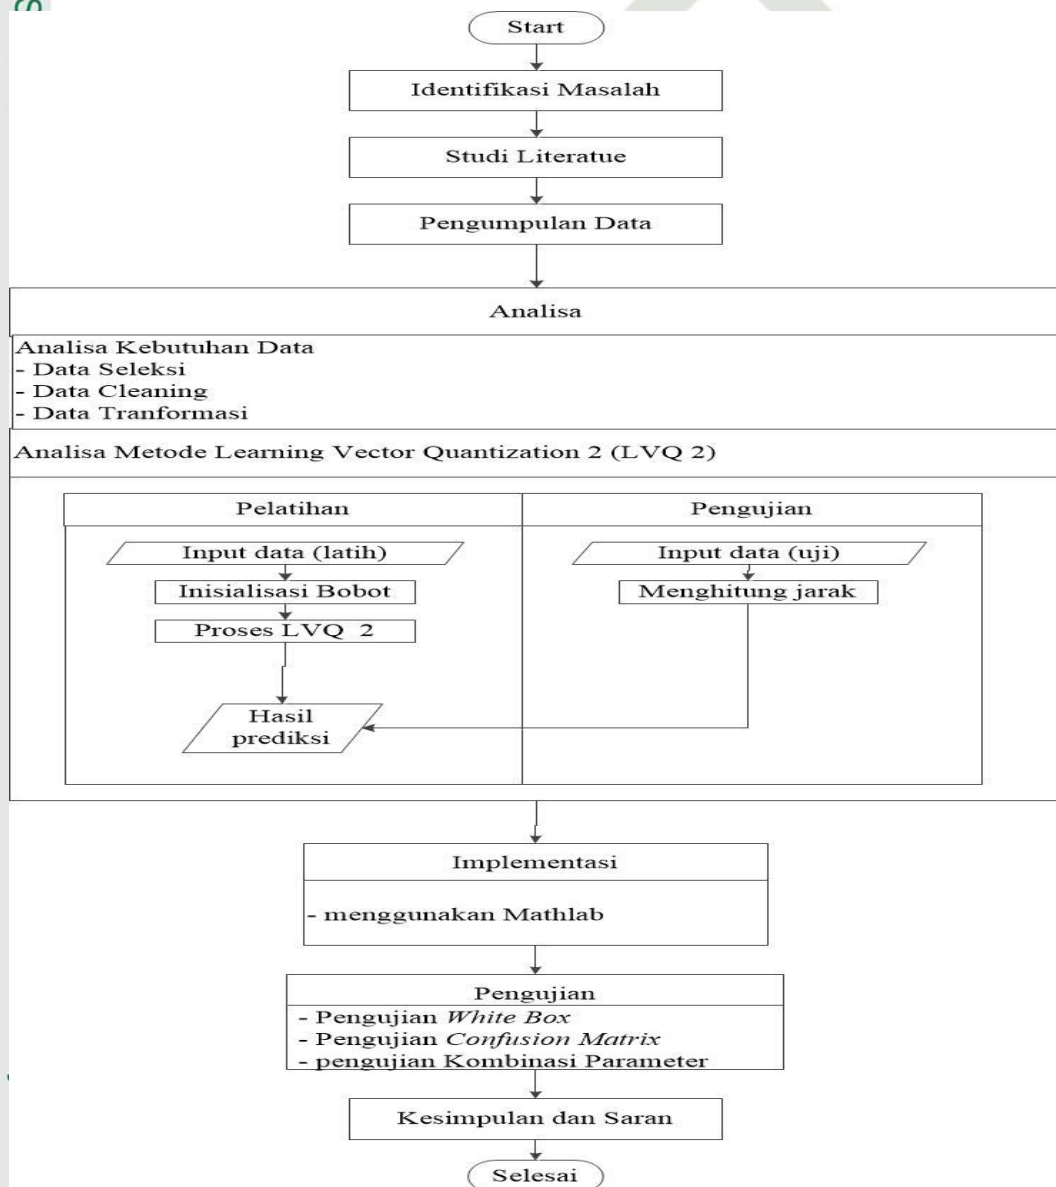 Start
Identifikasi Masalah
Studi Literatue
Pengumpulan Data
Analisa
Analisa Kebutuhan Data
- Data Seleksi
- Data Cleaning
- Data Tranformasi
Analisa Metode Learning Vector Quantization 2 (LVQ 2)
Pelatihan
Input data (latih)
Inisialisasi Bobot
Proses LVQ 2
Hasil
prediksi
Pengujian
Input data (uji)
Menghitung jarak
Implementasi
- menggunakan Mathlab
Pengujian
- Pengujian White Box
- Pengujian Confusion Matrix
- pengujian Kombinasi Parameter
Kesimpulan dan Saran
Selesai